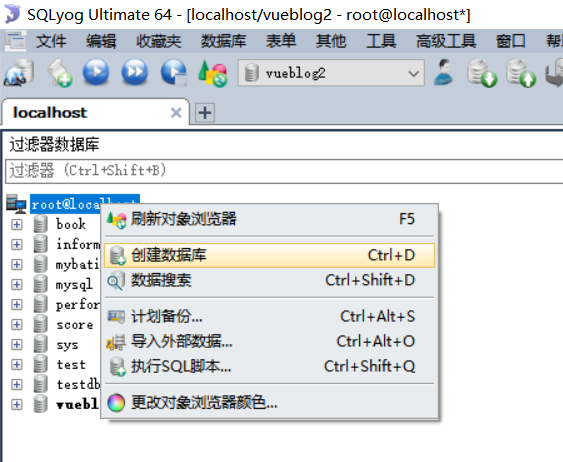 SQLyog Ultimate 64 - [localhost/vueblog2 - root@localhost*]
文件 编辑 收藏夹 数据库 表单 其他 工具 高级工具 窗口
vueblog2
localhost
过滤器数据库
过滤器 (Ctrl+Shift+B)
root@localhost
刷新对象浏览器 F5
book
创建数据库 Ctrl+D
数据搜索 Ctrl+Shift+D
mysql
计划备份... Ctrl+Alt+S
score
导入外部数据... Ctrl+Alt+O
sys
执行SQL脚本... Ctrl+Shift+Q
test
testdb
更改对象浏览器颜色...